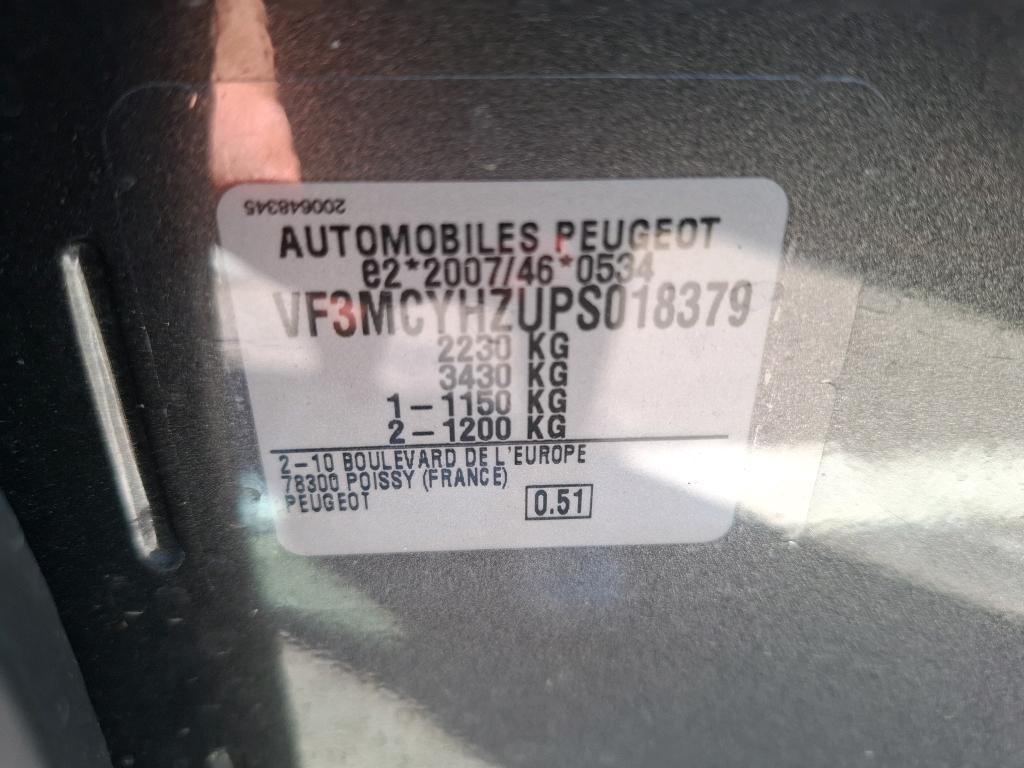 200648345
AUTOMOBILES PEUGEOT
e2*2007/46*0534
VF3MCYHZUPS018379
2230 KG
3430 KG
1-1150 KG
2-1200 KG
2-10 BOULEVARD DE L'EUROPE
78300 POISSY (FRANCE)
PEUGEOT
0.51